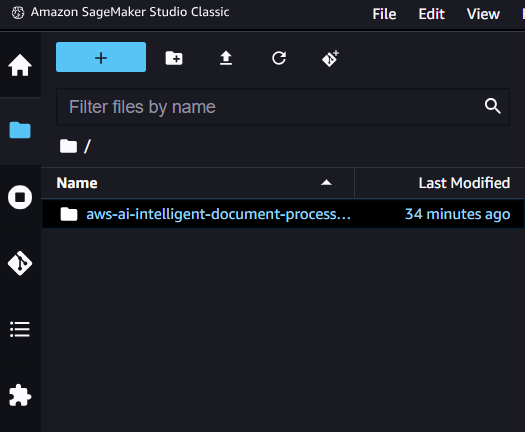 Amazon SageMaker Studio Classic File Edit View
+
Filter files by name
/
Name Last Modified
aws-ai-intelligent-document-process... 34 minutes ago